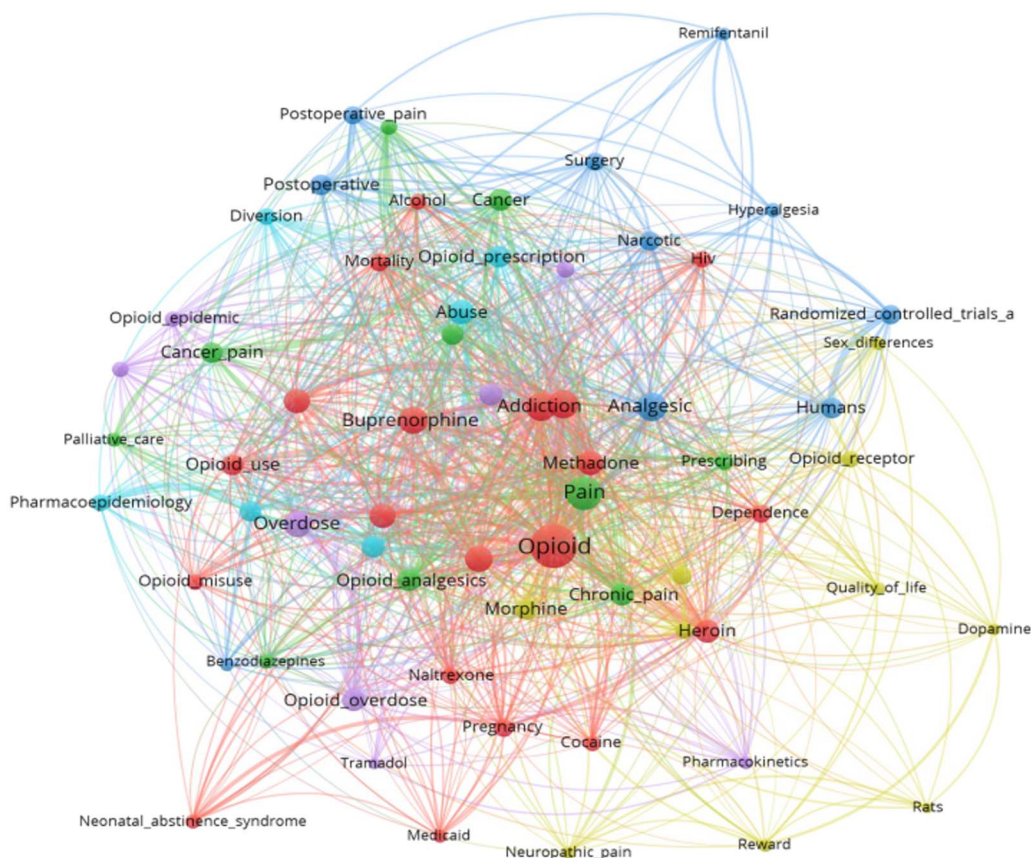 Remifentanil
Postoperative_pain
Surgery
Postoperative
Alcohol
Cancer
Hyperalgesia
Diversion
Narcotic
Opioid_prescription
Mortality
Hiv
Abuse
Randomized_controlled_trials_a
Opioid_epidemic
Sex_differences
Cancer_pain
Addiction
Analgesic
Humans
Buprenorphine
Palliative_care
Opioid_use
Methadone
Prescribing
Opioid_receptor
Pain
Pharmacoepidemiology
Dependence
Overdose
Opioid
Opioid_misuse
Opioid_analgesics
Quality_of_life
Chronic_pain
Morphine
Heroin
Dopamine
Benzodiazepines
Naltrexone
Opioid_overdose
Pregnancy
Cocaine
Tramadol
Pharmacokinetics
Rats
Neonatal_abstinence_syndrome
Medicaid
Reward
Neuropathic_pain